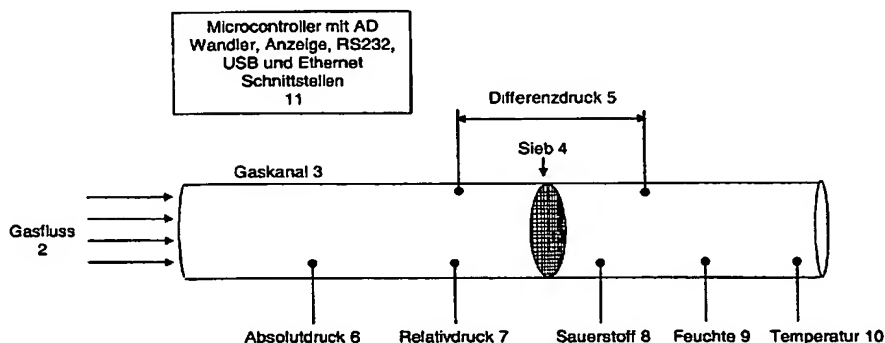 Microcontroller mit AD
Wandler, Anzeige, RS232,
USB und Ethernet
Schnittstellen
11
Differenzdruck 5
Sieb 4
Gaskanal 3
Gasfluss
2
Absolutdruck 6
Relativdruck 7
Sauerstoff 8
Feuchte 9
Temperatur 10